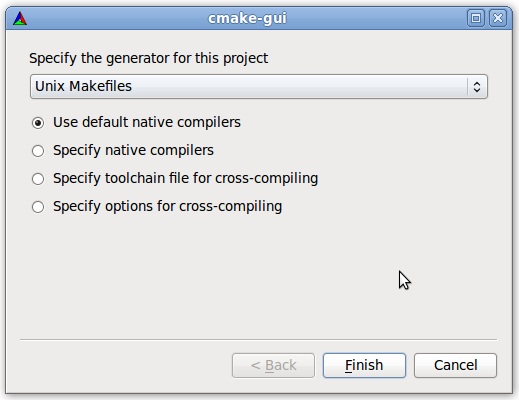 cmake-gui
Specify the generator for this project
Unix Makefiles
Use default native compilers
Specify native compilers
Specify toolchain file for cross-compiling
Specify options for cross-compiling
< Back
Finish
Cancel